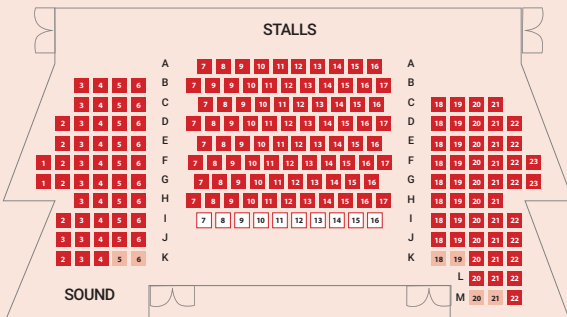 STALLS
A 7 8 9 10 11 12 13 14 15 16 A
3 4 5 6 B 7 9 9 10 11 12 13 14 15 16 17 B
3 4 5 6 C 7 8 9 10 11 12 13 14 15 16 C 18 19 20 21
2 3 4 5 6 D 7 8 9 10 11 12 13 14 15 16 17 D 18 19 20 21 22
2 3 4 5 6 E 7 8 9 10 11 12 13 14 15 16 E 18 19 20 21 22
1 2 3 4 5 6 F 7 8 9 10 11 12 13 14 15 16 17 F 18 19 20 21 22 23
1 2 3 4 5 6 G 7 8 9 10 11 12 13 14 15 16 G 18 19 20 21 22 23
3 4 5 6 H 7 8 9 10 11 12 13 14 15 16 17 H 18 19 20 21
2 3 4 5 6 I 7 8 9 10 11 12 13 14 15 16 I 18 19 20 21 22
3 3 4 5 6 J J 18 19 20 21 22
2 3 4 5 6 K K 18 19 20 21 22
L 20 21 22
SOUND M 20 21 22